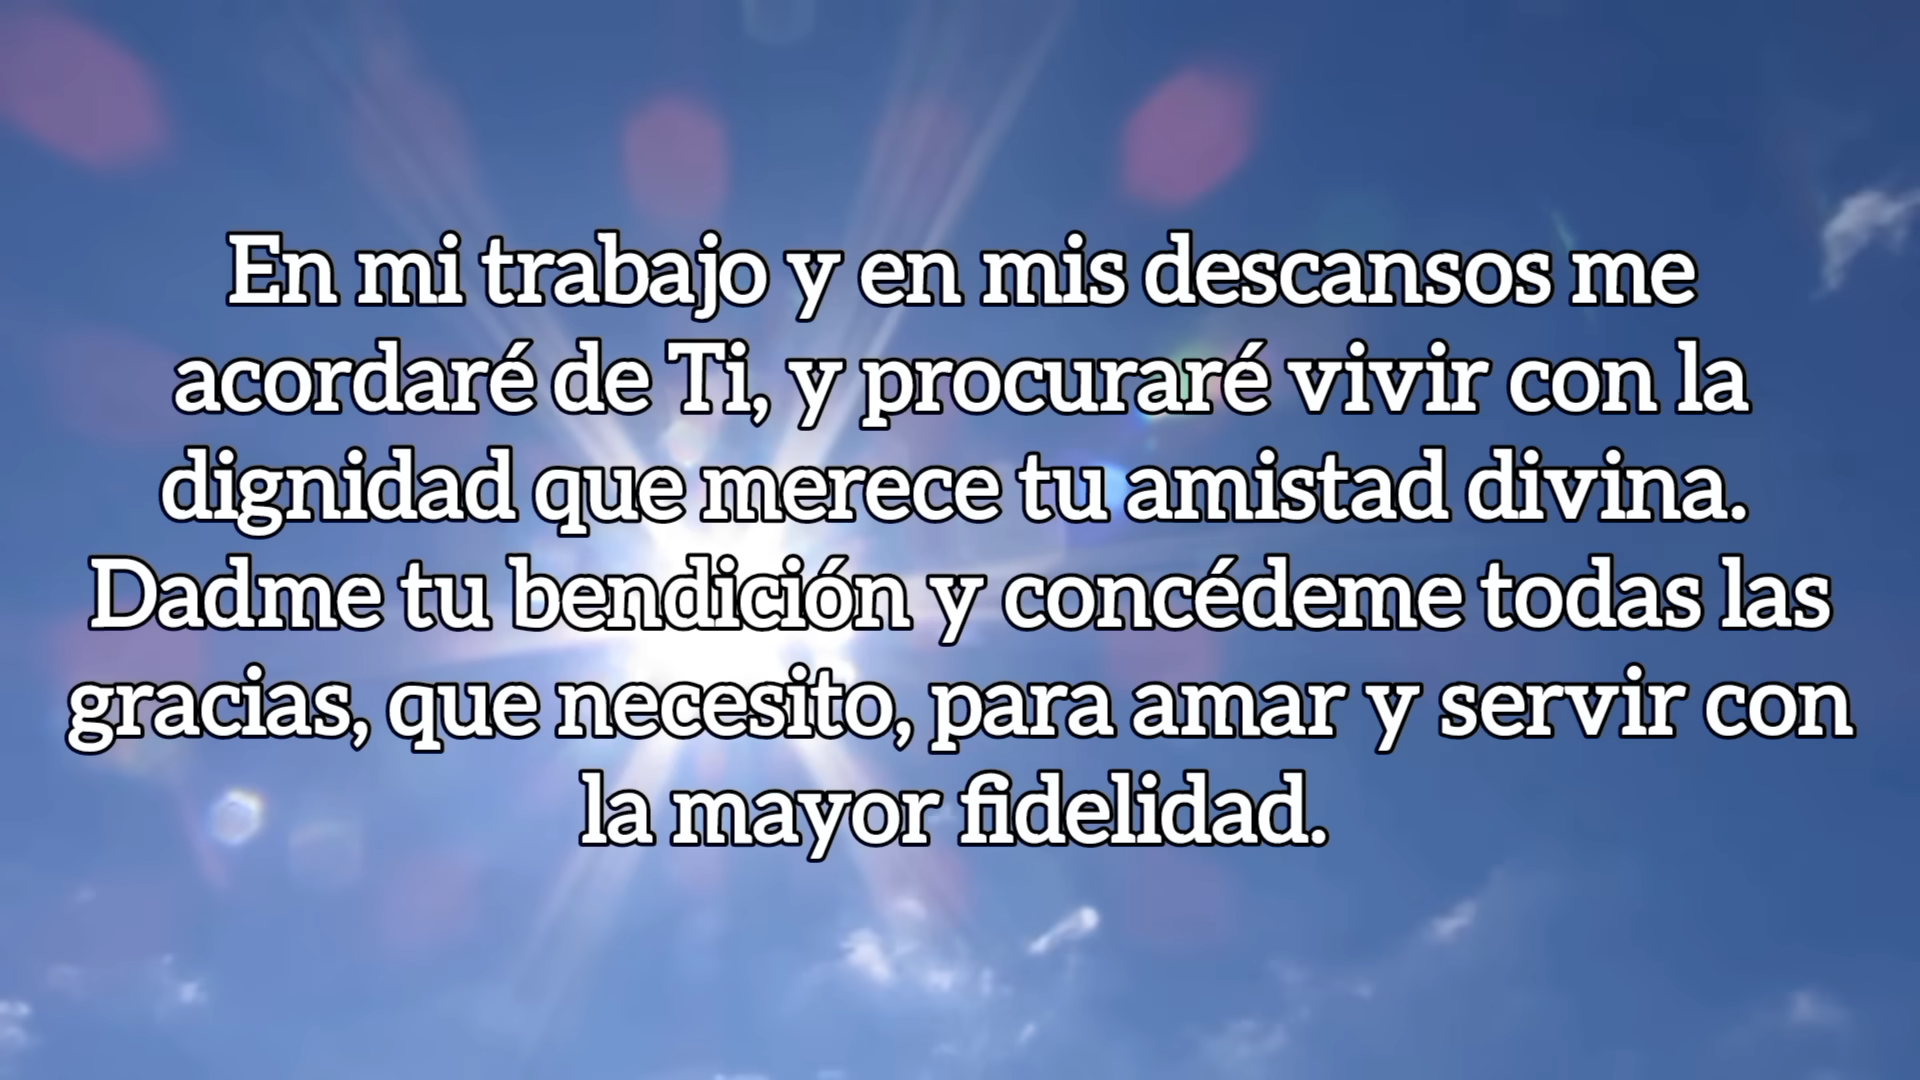 En mi trabajo y en mis descansos me
acordaré de Ti, y procuraré vivir con la
dignidad que merece tu amistad divina.
Dadme tu bendición y concédeme todas las
gracias, que necesito, para amar y servir con
la mayor fidelidad.